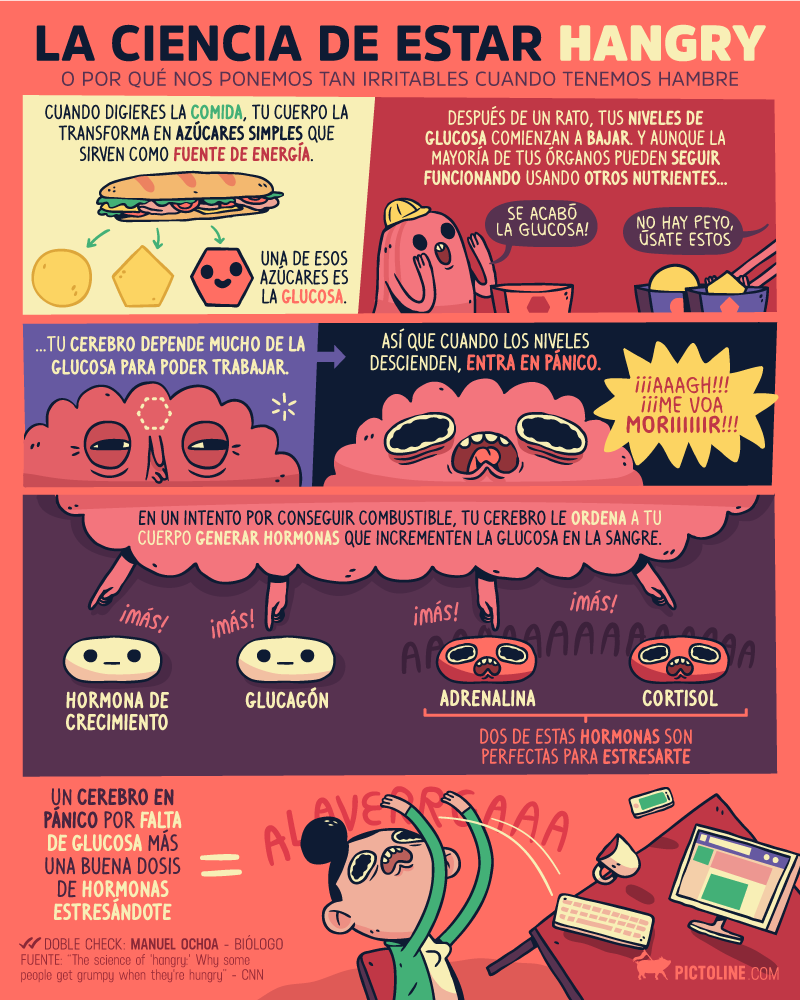 LA CIENCIA DE ESTAR HANGRY
O POR QUÉ NOS PONEMOS TAN IRRITABLES CUANDO TENEMOS HAMBRE
CUANDO DIGIERES LA COMIDA, TU CUERPO LA
TRANSFORMA EN AZÚCARES SIMPLES QUE
SIRVEN COMO FUENTE DE ENERGÍA.
UNA DE ESOS
AZÚCARES ES
LA GLUCOSA.
DESPUÉS DE UN RATO, TUS NIVELES DE
GLUCOSA COMIENZAN A BAJAR. Y AUNQUE LA
MAYORÍA DE TUS ÓRGANOS PUEDEN SEGUIR
FUNCIONANDO USANDO OTROS NUTRIENTES...
SE ACABÓ
LA GLUCOSA!
NO HAY PEYO,
ÚSATE ESTOS
...TU CEREBRO DEPENDE MUCHO DE LA
GLUCOSA PARA PODER TRABAJAR.
ASÍ QUE CUANDO LOS NIVELES
DESCIENDEN, ENTRA EN PÁNICO.
¡¡¡AAAGH!!!
¡¡¡ME VOA
MORIIIIIIR!!!
EN UN INTENTO POR CONSEGUIR COMBUSTIBLE, TU CEREBRO LE ORDENA A TU
CUERPO GENERAR HORMONAS QUE INCREMENTEN LA GLUCOSA EN LA SANGRE.
¡MÁS!
¡MÁS!
¡MÁS!
¡MÁS!
HORMONA DE
CRECIMIENTO
GLUCAGÓN
ADRENALINA
CORTISOL
DOS DE ESTAS HORMONAS SON
PERFECTAS PARA ESTRESARTE
UN CEREBRO EN
PÁNICO POR FALTA
DE GLUCOSA MÁS
UNA BUENA DOSIS
DE HORMONAS
ESTRESÁNDOTE
=
DOBLE CHECK: MANUEL OCHOA - BIÓLOGO
FUENTE: "The science of 'hangry:' Why some
people get grumpy when they're hungry" - CNN
PICTOLINE.COM